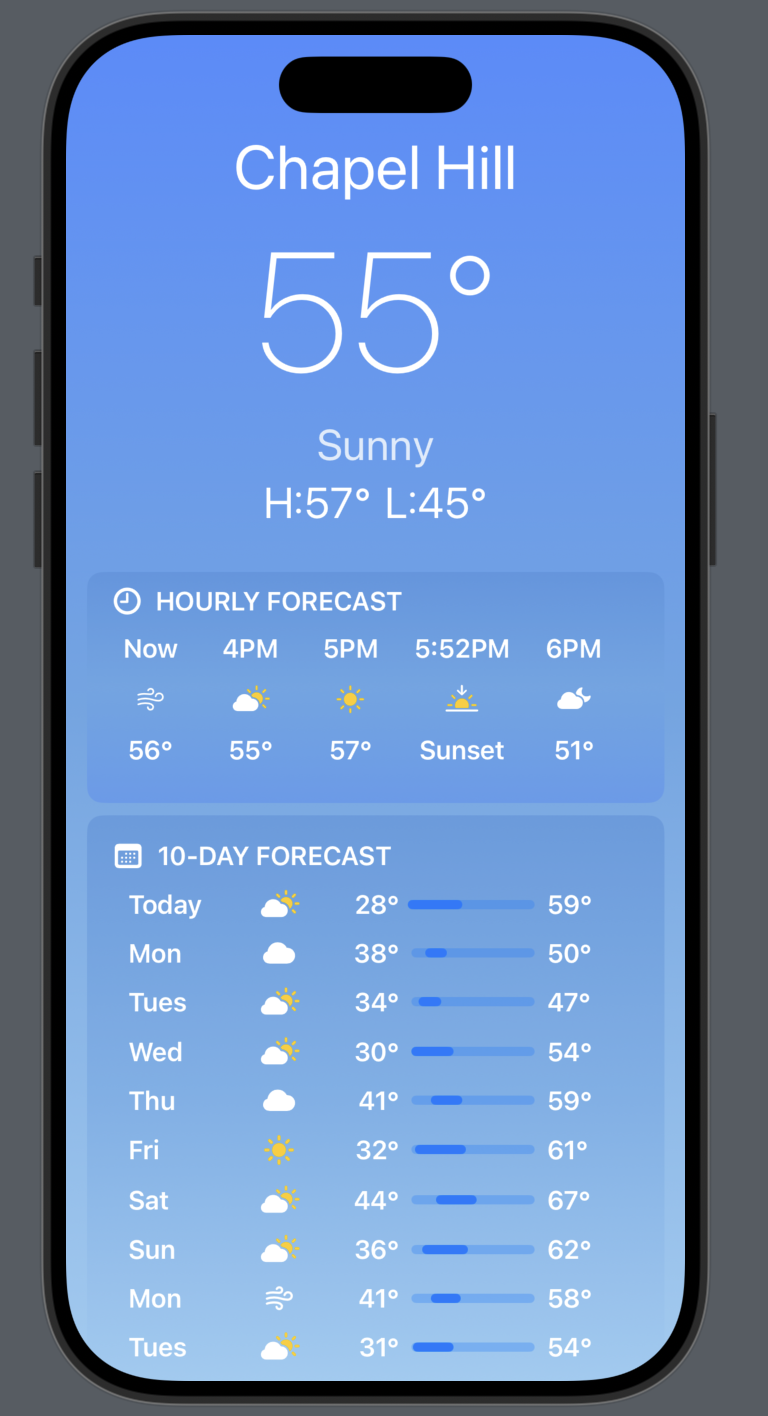 Chapel Hill
55°
Sunny
H:57° L:45°
HOURLY FORECAST
Now 4PM 5PM 5:52PM 6PM
56° 55° 57° Sunset 51°
10-DAY FORECAST
Today 28° 59°
Mon 38° 50°
Tues 34° 47°
Wed 30° 54°
Thu 41° 59°
Fri 32° 61°
Sat 44° 67°
Sun 36° 62°
Mon 41° 58°
Tues 31° 54°